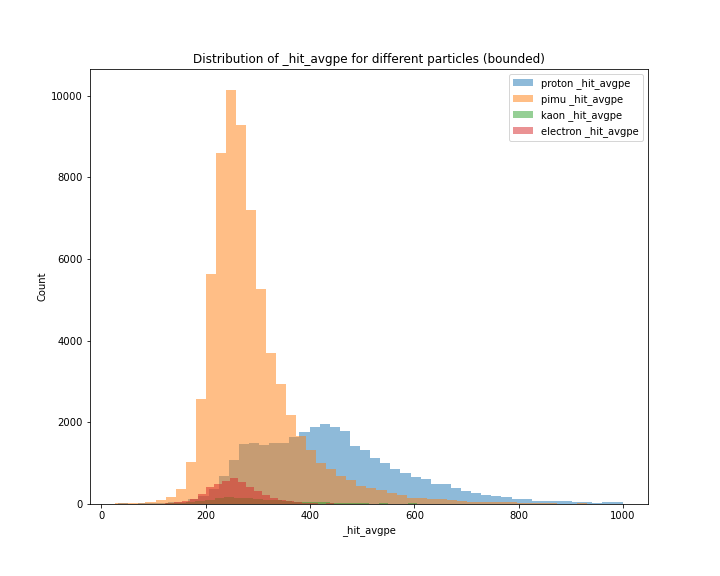 Distribution of _hit_avgpe for different particles (bounded)
proton _hit_avgpe
pimu _hit_avgpe
kaon _hit_avgpe
electron _hit_avgpe
Count
10000
8000
6000
4000
2000
0
0 200 400 600 800 1000
_hit_avgpe